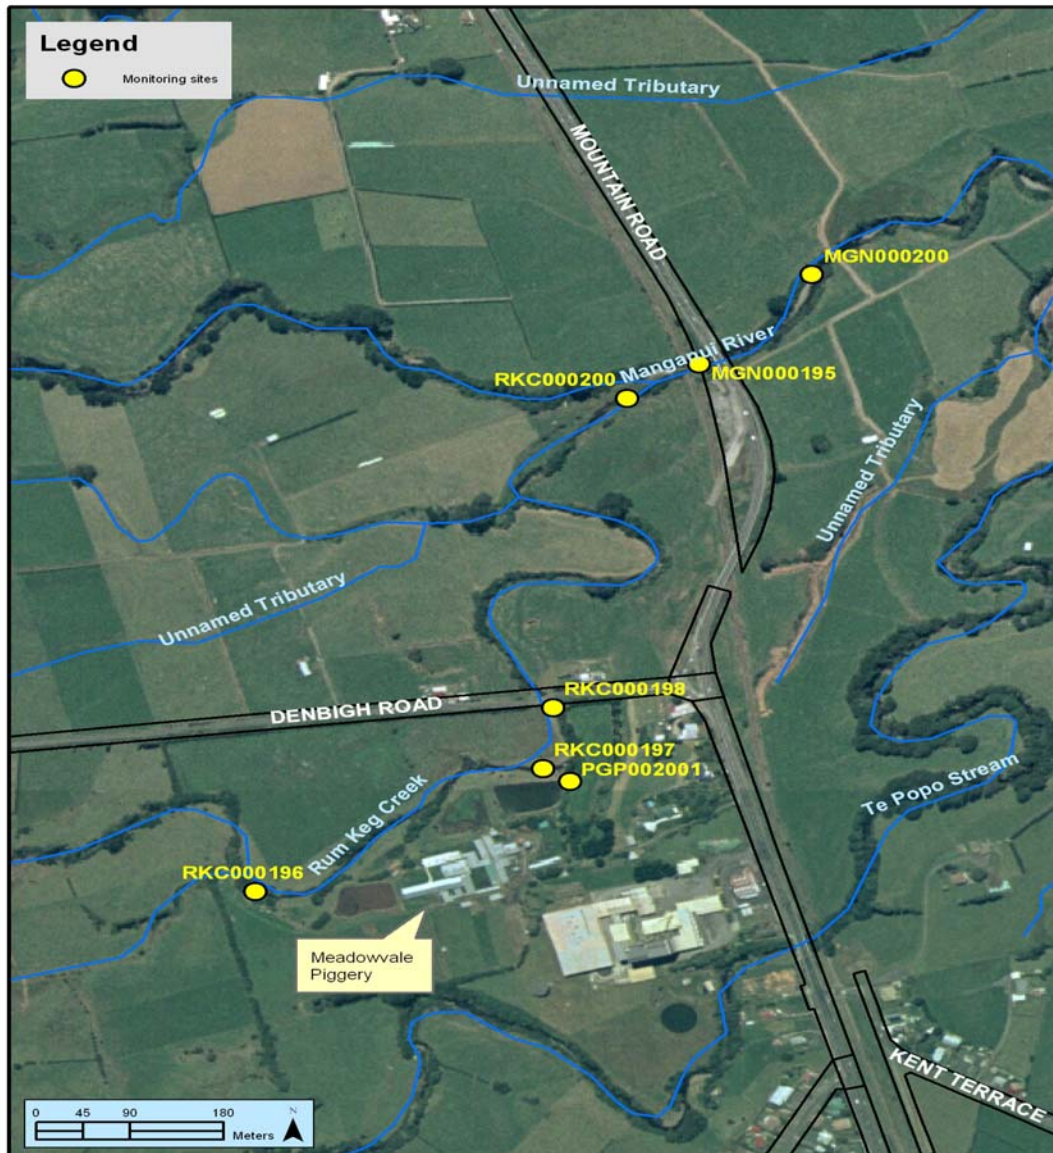 Legend
Monitoring sites
Unnamed Tributary
MOUNTAIN ROAD
MGN000200
Manganui River
MGN000195
RKC000200
Unnamed Tributary
Unnamed Tributary
RKC000198
DENBIGH ROAD
RKC000197
PGP002001
Te Popo Stream
Rum Keg Creek
RKC000196
Meadowvale
Piggery
KENT TERRACE
0 45 90 180
Meters
N